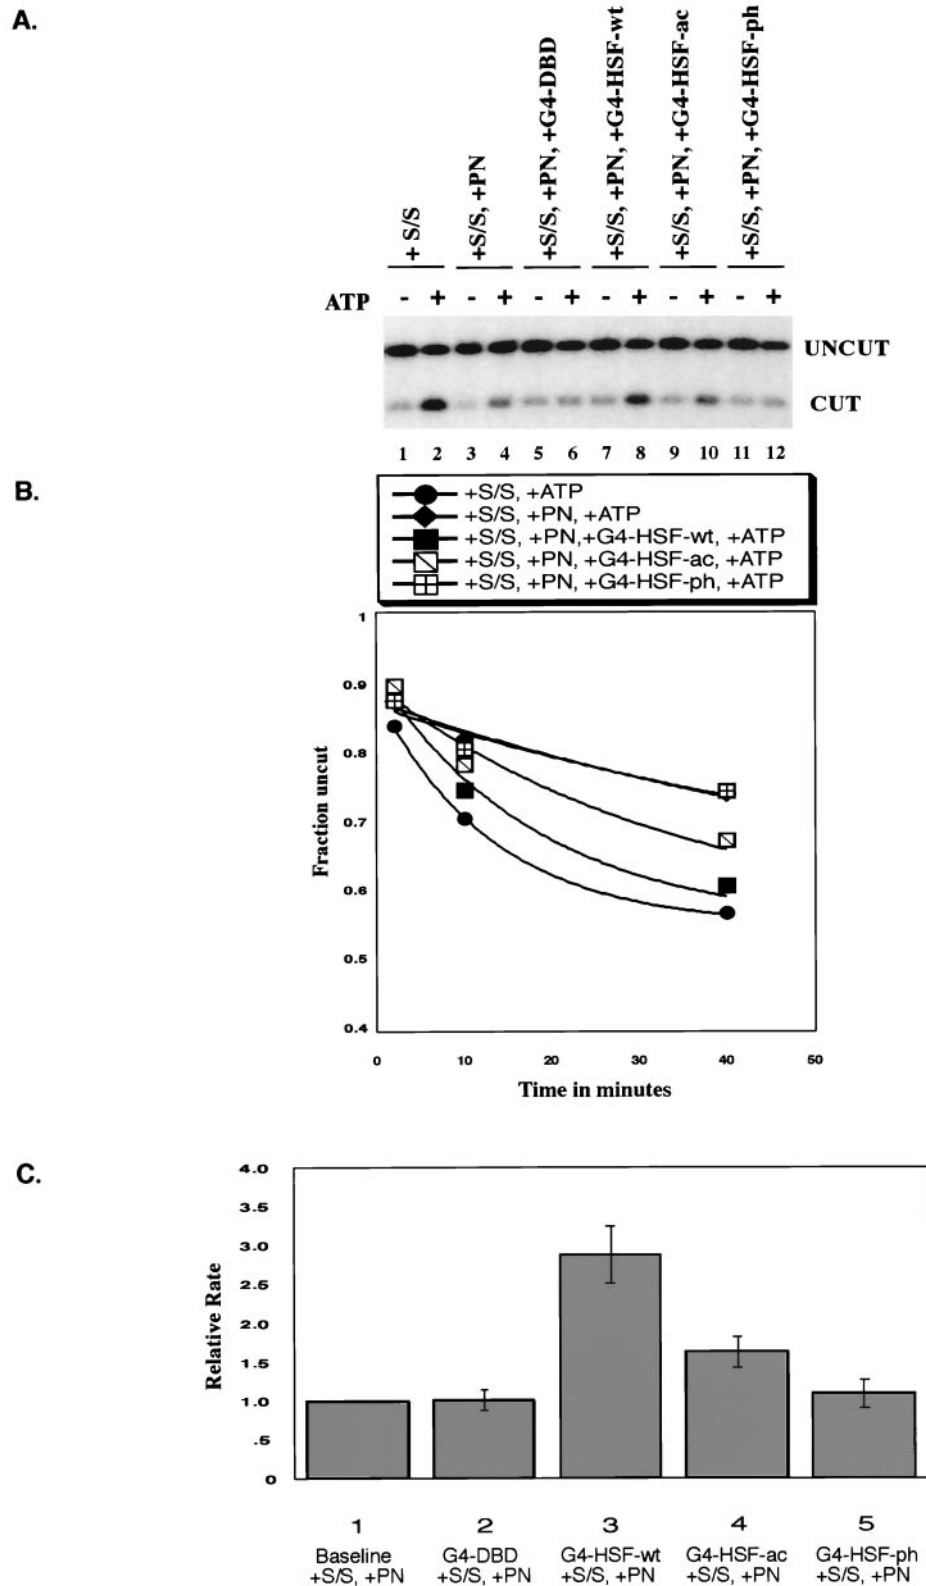 A.
+ S/S
+S/S, +PN
+S/S, +PN, +G4-DBD
+S/S, +PN, +G4-HSF-wt
+S/S, +PN, +G4-HSF-ac
+S/S, +PN, +G4-HSF-ph
ATP - + - + - + - + - + - +
UNCUT
CUT
1 2 3 4 5 6 7 8 9 10 11 12
B.
+S/S, +ATP
+S/S, +PN, +ATP
+S/S, +PN,+G4-HSF-wt, +ATP
+S/S, +PN, +G4-HSF-ac, +ATP
+S/S, +PN, +G4-HSF-ph, +ATP
Fraction uncut
1
0.9
0.8
0.7
0.6
0.5
0.4
0 10 20 30 40 50
Time in minutes
C.
Relative Rate
4.0
3.5
3.0
2.5
2.0
1.5
1.0
.5
0
1 2 3 4 5
Baseline G4-DBD G4-HSF-wt G4-HSF-ac G4-HSF-ph
+S/S, +PN +S/S, +PN +S/S, +PN +S/S, +PN +S/S, +PN